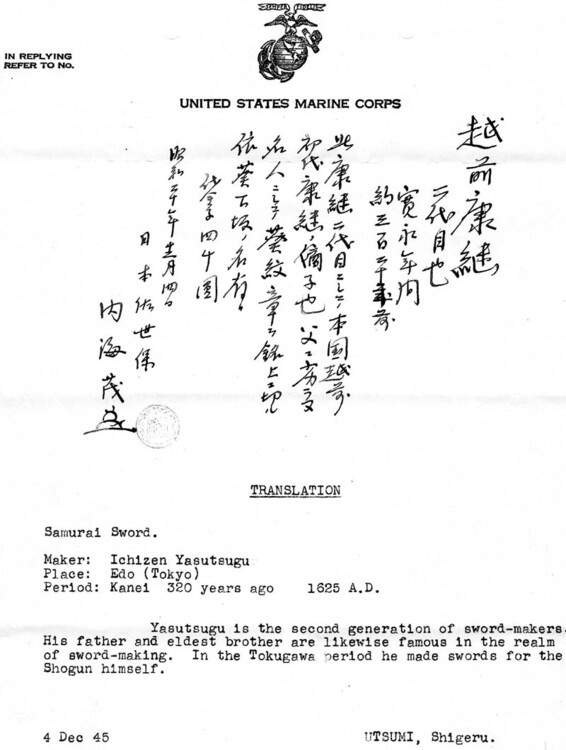 IN REPLYING
REFER TO NO.
UNITED STATES MARINE CORPS
越前康継
二代目也
寛永年间
約三百二十年前
此康継二代目ニシテ本国越前
初代康継ノ嫡子也 父ニ劣
名人ニシテ葵紋章ヲ銘上ニ切ル
依葵下坂ノ名有リ
代金四十圓
昭和二十年十二月四日
日本佐世保
内海茂
TRANSLATION
Samurai Sword.
Maker: Ichizen Yasutsugu
Place: Edo (Tokyo)
Period: Kanei 320 years ago 1625 A.D.
Yasutsugu is the second generation of sword-makers.
His father and eldest brother are likewise famous in the realm
of sword-making. In the Tokugawa period he made swords for the
Shogun himself.
4 Dec 45 UTSUMI, Shigeru.